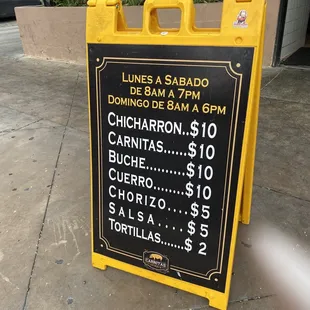 LUNES A SABADO
DE 8AM A 7PM
DOMINGO DE 8AM A 6PM
CHICHARRON..$10
CARNITAS......$10
BUCHE..........$10
CUERRO.........$10
CHORIZO....$5
SALSA.....$5
TORTILLAS......$ 2
CARNITAS